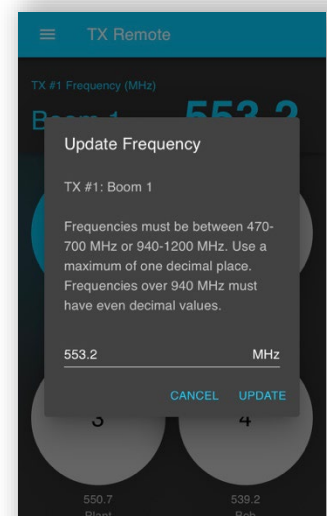 TX Remote
TX #1 Frequency (MHz)
Boom 1 553.2
Update Frequency
TX #1: Boom 1
Frequencies must be between 470-
700 MHz or 940-1200 MHz. Use a
maximum of one decimal place.
Frequencies over 940 MHz must
have even decimal values.
553.2 MHz
CANCEL UPDATE
3 4
550.7 539.2
Plant Bob